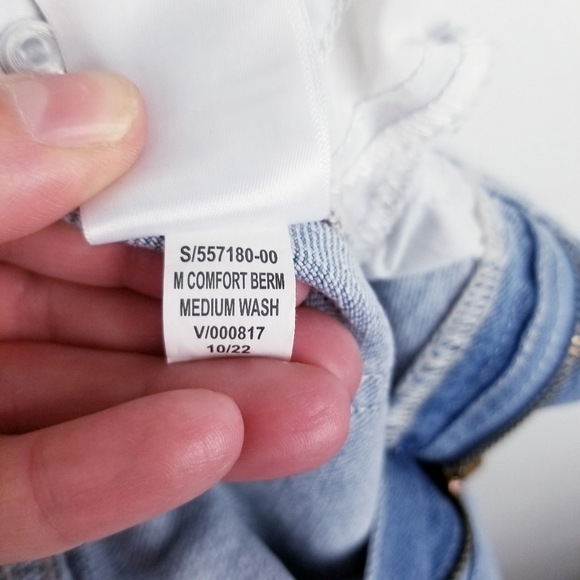 S/557180-00
M COMFORT BERM
MEDIUM WASH
V/000817
10/22